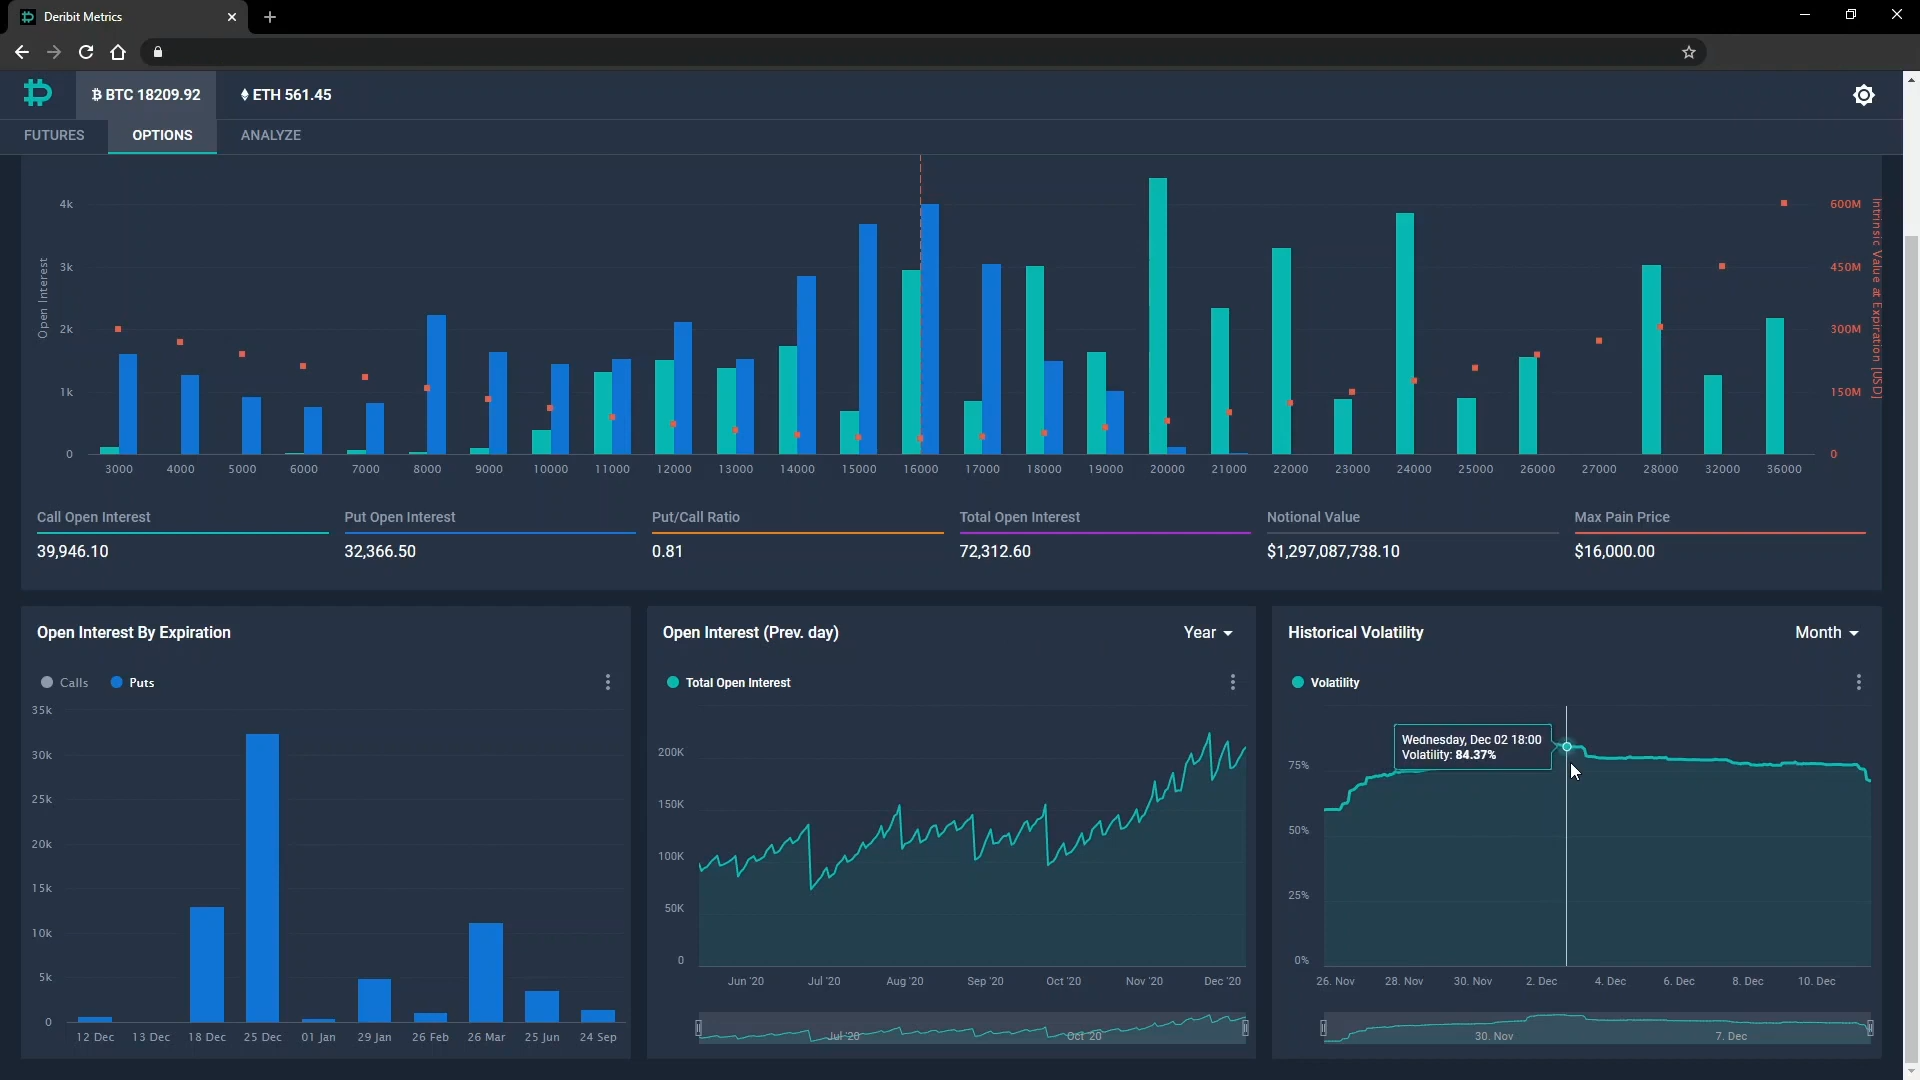 Deribit Metrics
BTC 18209.92
ETH 561.45
FUTURES
OPTIONS
ANALYZE
Open Interest
4k
3k
2k
1k
0
600M
450M
300M
150M
0
Intrinsic Value at Expiration [USD]
3000 4000 5000 6000 7000 8000 9000 10000 11000 12000 13000 14000 15000 16000 17000 18000 19000 20000 21000 22000 23000 24000 25000 26000 27000 28000 32000 36000
Call Open Interest
39,946.10
Put Open Interest
32,366.50
Put/Call Ratio
0.81
Total Open Interest
72,312.60
Notional Value
$1,297,087,738.10
Max Pain Price
$16,000.00
Open Interest By Expiration
Calls Puts
35k
30k
25k
20k
15k
10k
5k
0
12 Dec 13 Dec 18 Dec 25 Dec 01 Jan 29 Jan 26 Feb 26 Mar 25 Jun 24 Sep
Open Interest (Prev. day)
Year
Total Open Interest
200K
150K
100K
50K
0
Jun '20 Jul '20 Aug '20 Sep '20 Oct '20 Nov '20 Dec '20
Jul '20 Oct '20
Historical Volatility
Month
Volatility
Wednesday, Dec 02 18:00
Volatility: 84.37%
75%
50%
25%
0%
26. Nov 28. Nov 30. Nov 2. Dec 4. Dec 6. Dec 8. Dec 10. Dec
30. Nov 7. Dec